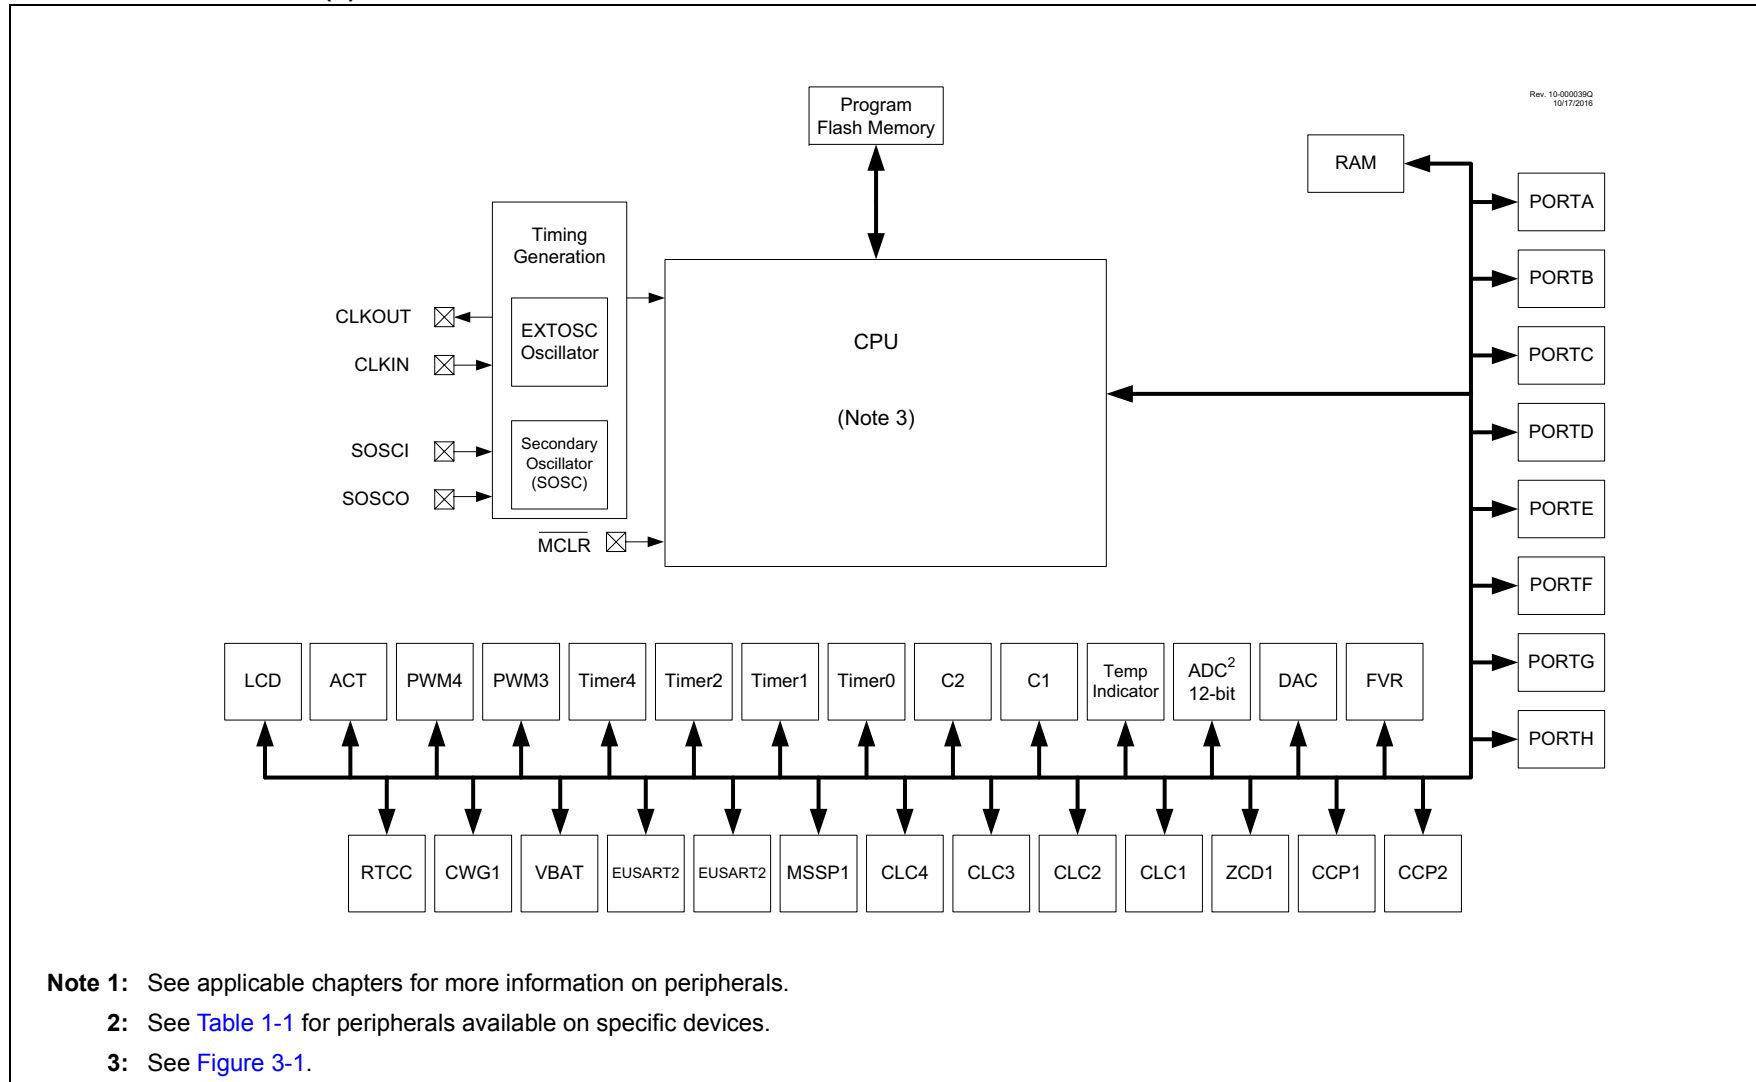 Rev. 10-000039Q
10/17/2016
Program
Flash Memory
RAM
PORTA
PORTB
PORTC
PORTD
PORTE
PORTF
PORTG
PORTH
Timing
Generation
EXTOSC
Oscillator
Secondary
Oscillator
(SOSC)
CLKOUT
CLKIN
SOSCI
SOSCO
MCLR
CPU
(Note 3)
LCD
ACT
PWM4
PWM3
Timer4
Timer2
Timer1
Timer0
C2
C1
Temp
Indicator
ADC2
12-bit
DAC
FVR
RTCC
CWG1
VBAT
EUSART2
EUSART2
MSSP1
CLC4
CLC3
CLC2
CLC1
ZCD1
CCP1
CCP2
Note 1: See applicable chapters for more information on peripherals.
2: See Table 1-1 for peripherals available on specific devices.
3: See Figure 3-1.